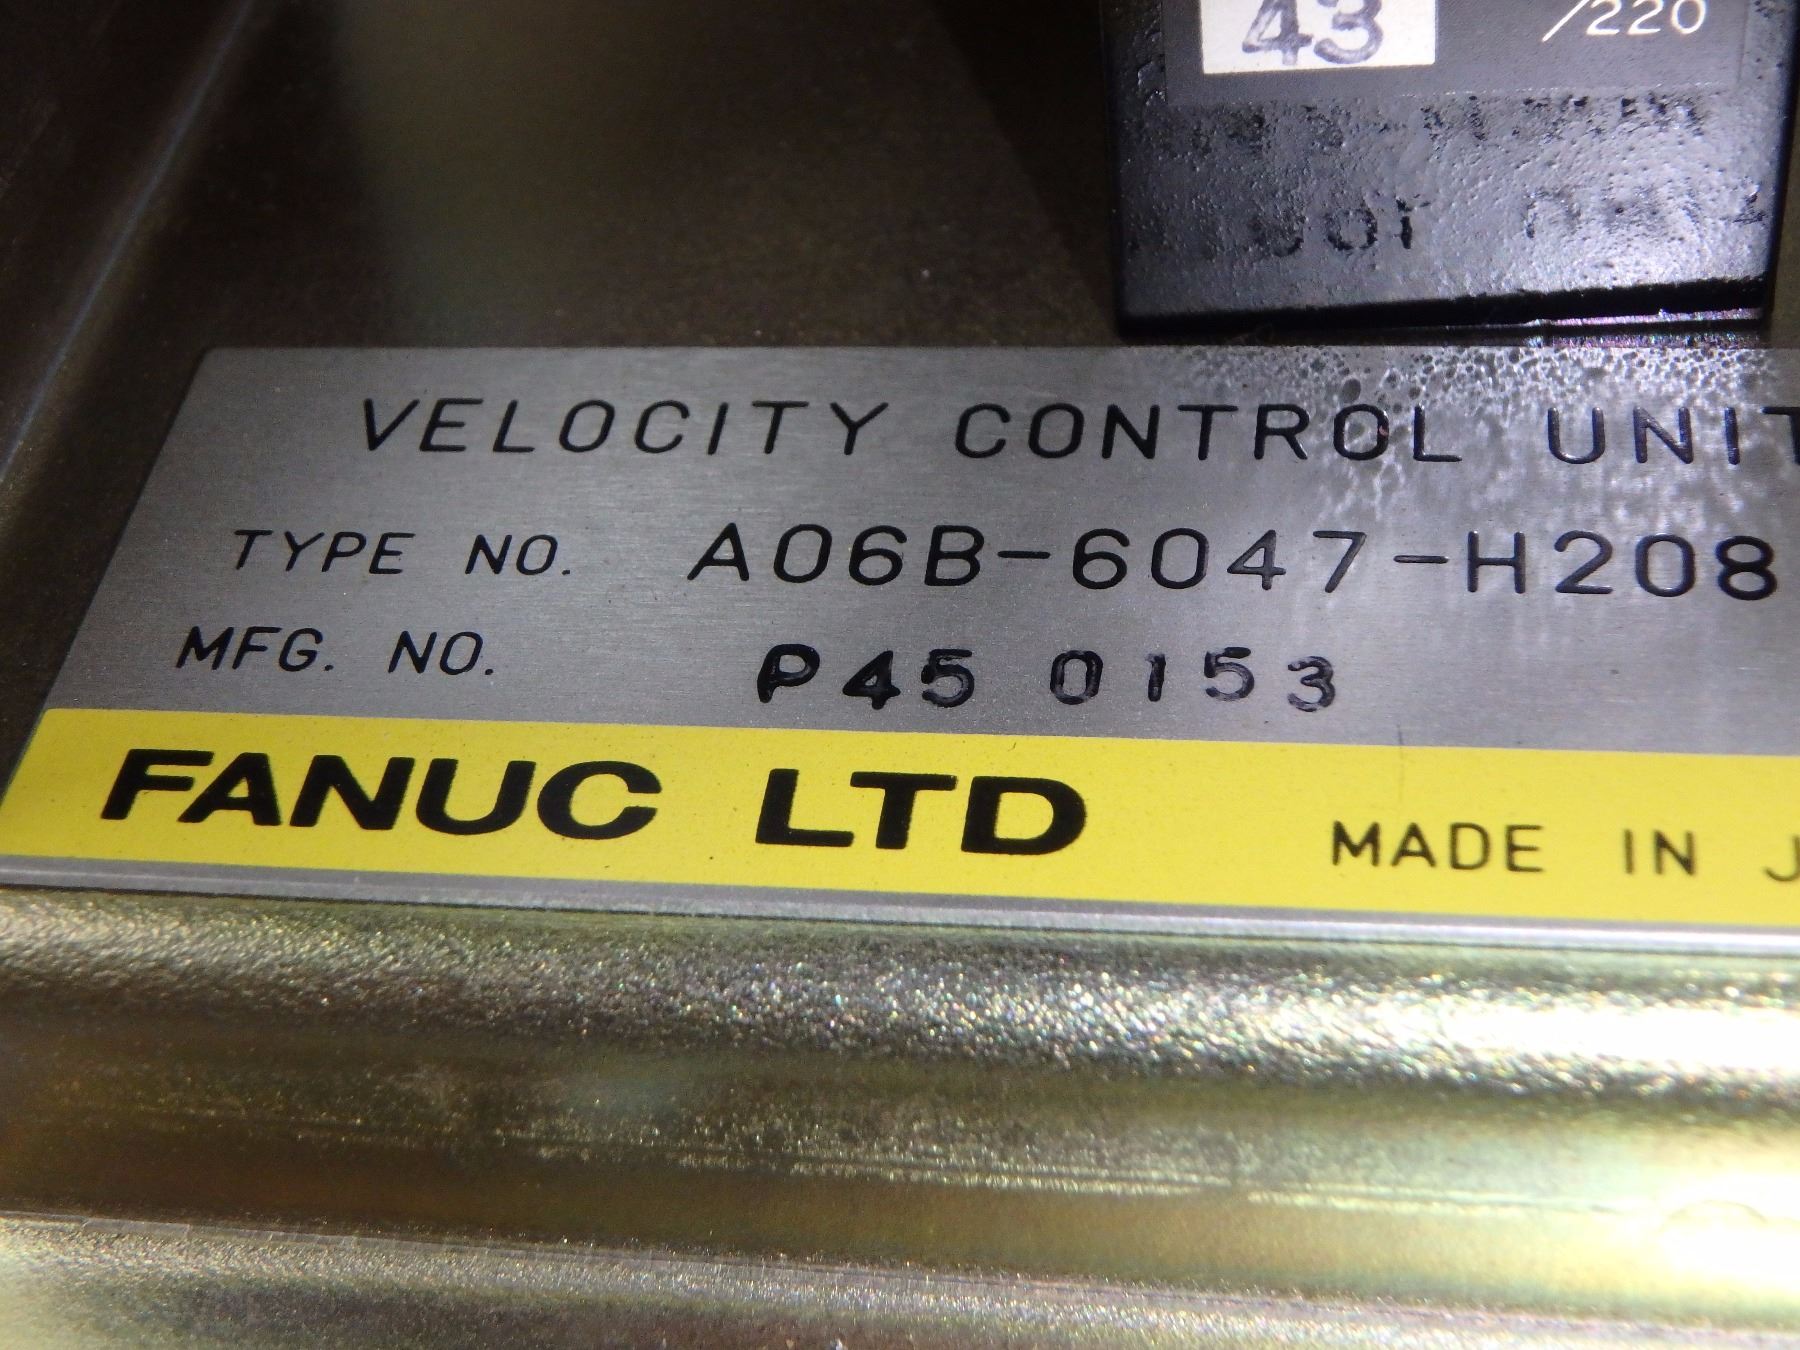 43 /220
VELOCITY CONTROL UNIT
TYPE NO. A06B-6047-H208
MFG. NO. P45 0153
FANUC LTD MADE IN J